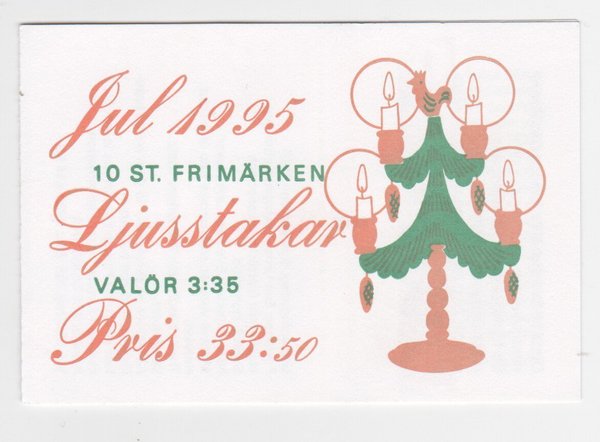 Jul 1995
10 ST. FRIMÄRKEN
Ljusstakar
VALÖR 3:35
Pris 33:50